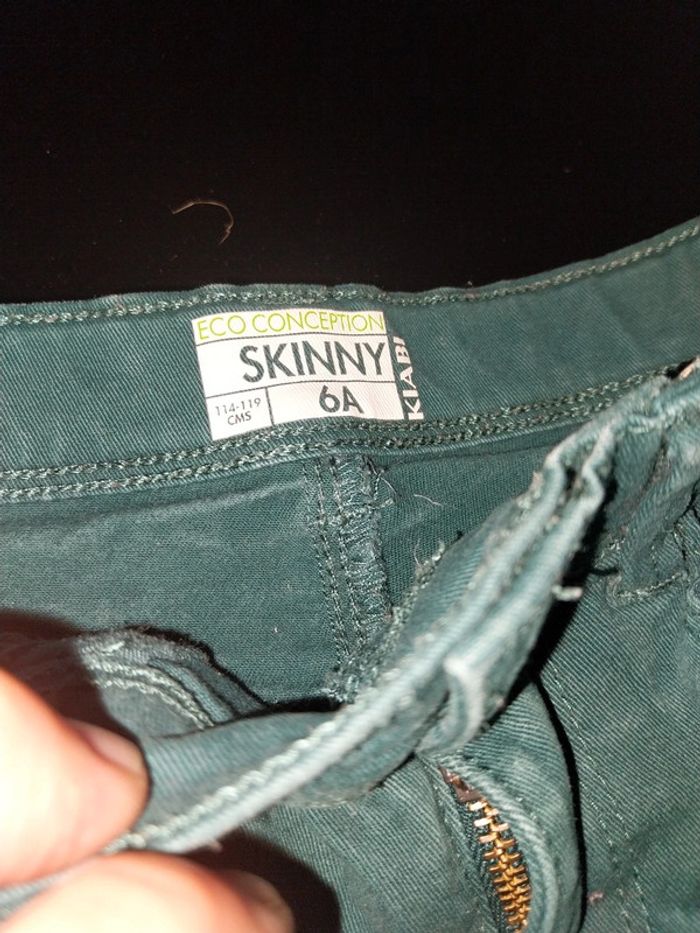 ECO CONCEPTION
SKINNY
114-119
CMS
6A
KIABI